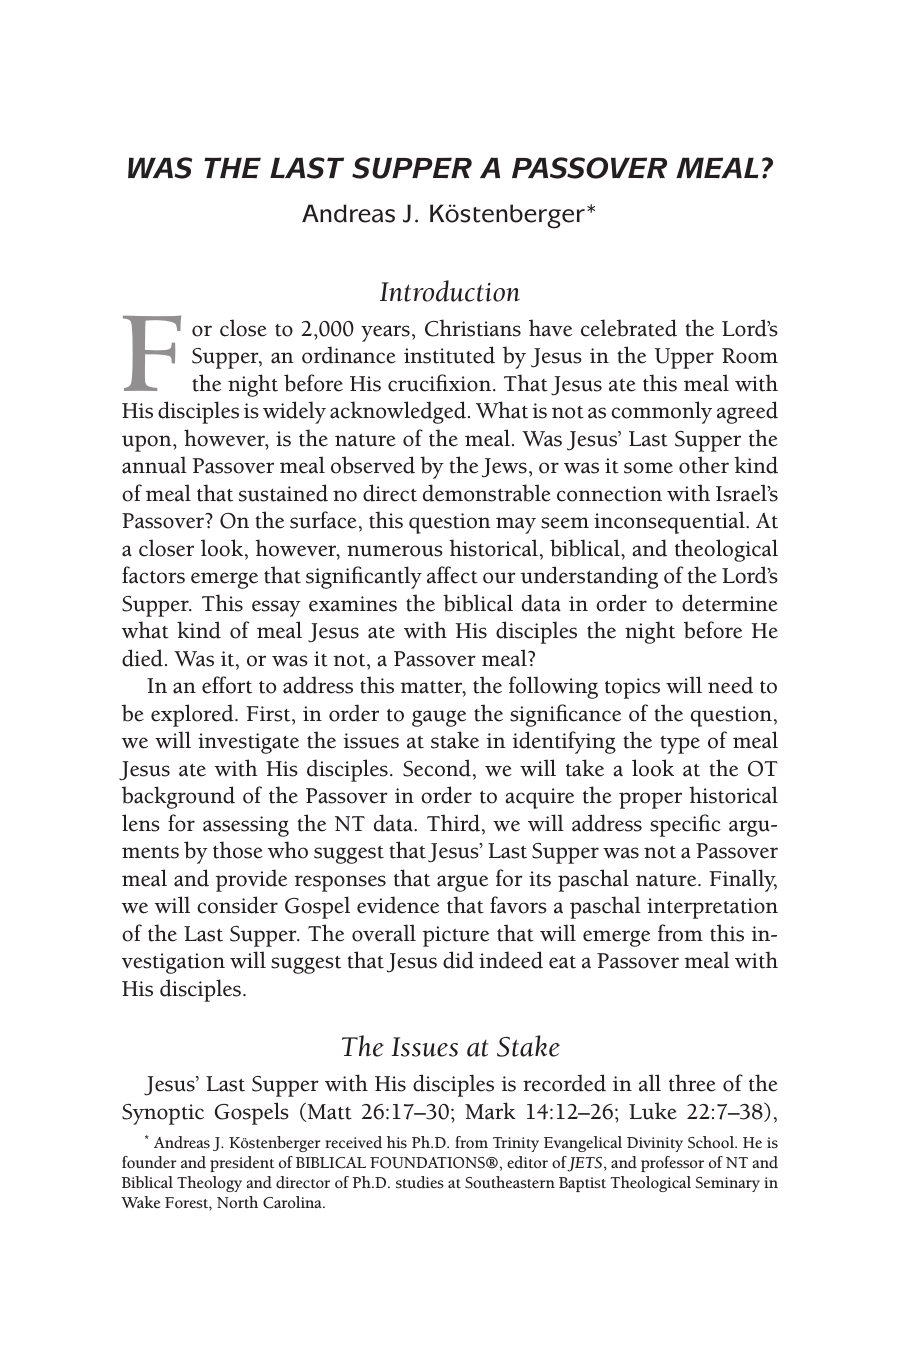 WAS THE LAST SUPPER A PASSOVER MEAL?
Andreas J. Köstenberger*
Introduction
For close to 2,000 years, Christians have celebrated the Lord’s
Supper, an ordinance instituted by Jesus in the Upper Room
the night before His crucifixion. That Jesus ate this meal with
His disciples is widely acknowledged. What is not as commonly agreed
upon, however, is the nature of the meal. Was Jesus’ Last Supper the
annual Passover meal observed by the Jews, or was it some other kind
of meal that sustained no direct demonstrable connection with Israel’s
Passover? On the surface, this question may seem inconsequential. At
a closer look, however, numerous historical, biblical, and theological
factors emerge that significantly affect our understanding of the Lord’s
Supper. This essay examines the biblical data in order to determine
what kind of meal Jesus ate with His disciples the night before He
died. Was it, or was it not, a Passover meal?
In an effort to address this matter, the following topics will need to
be explored. First, in order to gauge the significance of the question,
we will investigate the issues at stake in identifying the type of meal
Jesus ate with His disciples. Second, we will take a look at the OT
background of the Passover in order to acquire the proper historical
lens for assessing the NT data. Third, we will address specific argu-
ments by those who suggest that Jesus’ Last Supper was not a Passover
meal and provide responses that argue for its paschal nature. Finally,
we will consider Gospel evidence that favors a paschal interpretation
of the Last Supper. The overall picture that will emerge from this in-
vestigation will suggest that Jesus did indeed eat a Passover meal with
His disciples.
The Issues at Stake
Jesus’ Last Supper with His disciples is recorded in all three of the
Synoptic Gospels (Matt 26:17–30; Mark 14:12–26; Luke 22:7–38),
* Andreas J. Köstenberger received his Ph.D. from Trinity Evangelical Divinity School. He is
founder and president of BIBLICAL FOUNDATIONS®, editor of JETS, and professor of NT and
Biblical Theology and director of Ph.D. studies at Southeastern Baptist Theological Seminary in
Wake Forest, North Carolina.